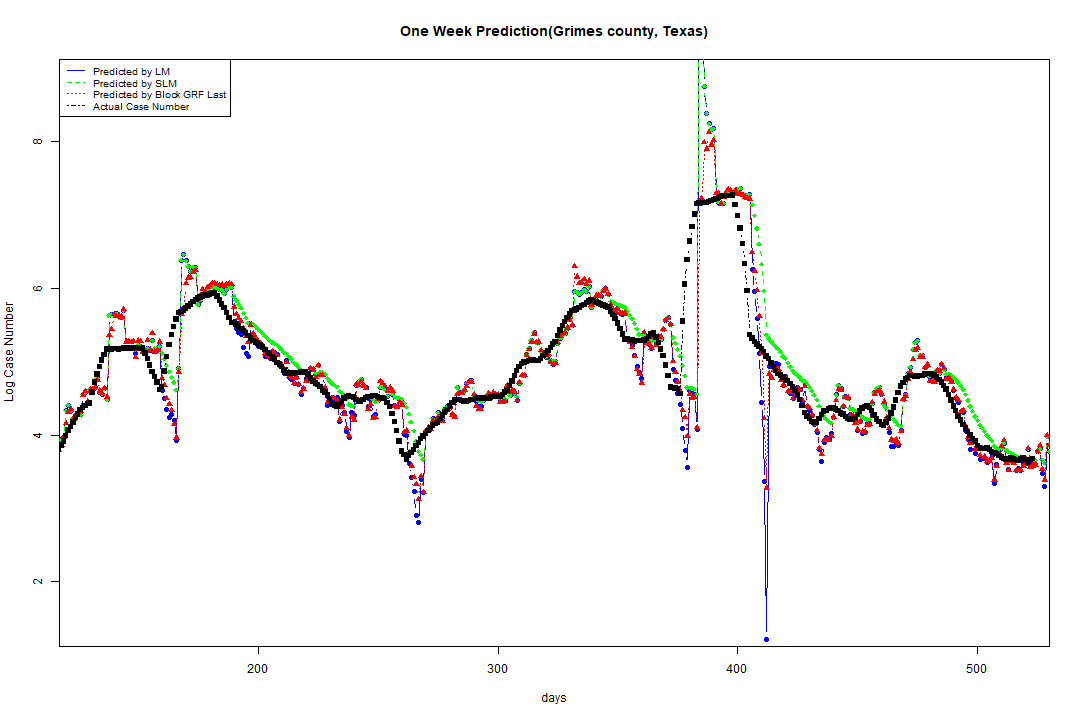 One Week Prediction(Grimes county, Texas)
Predicted by LM
Predicted by SLM
Predicted by Block GRF Last
Actual Case Number
8
6
4
2
Log Case Number
200 300 400 500
days